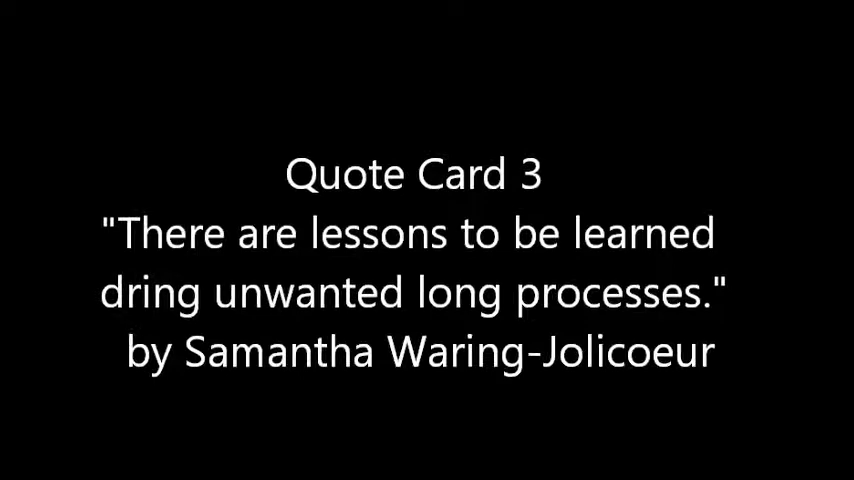 Quote Card 3
"There are lessons to be learned
dring unwanted long processes."
by Samantha Waring-Jolicoeur